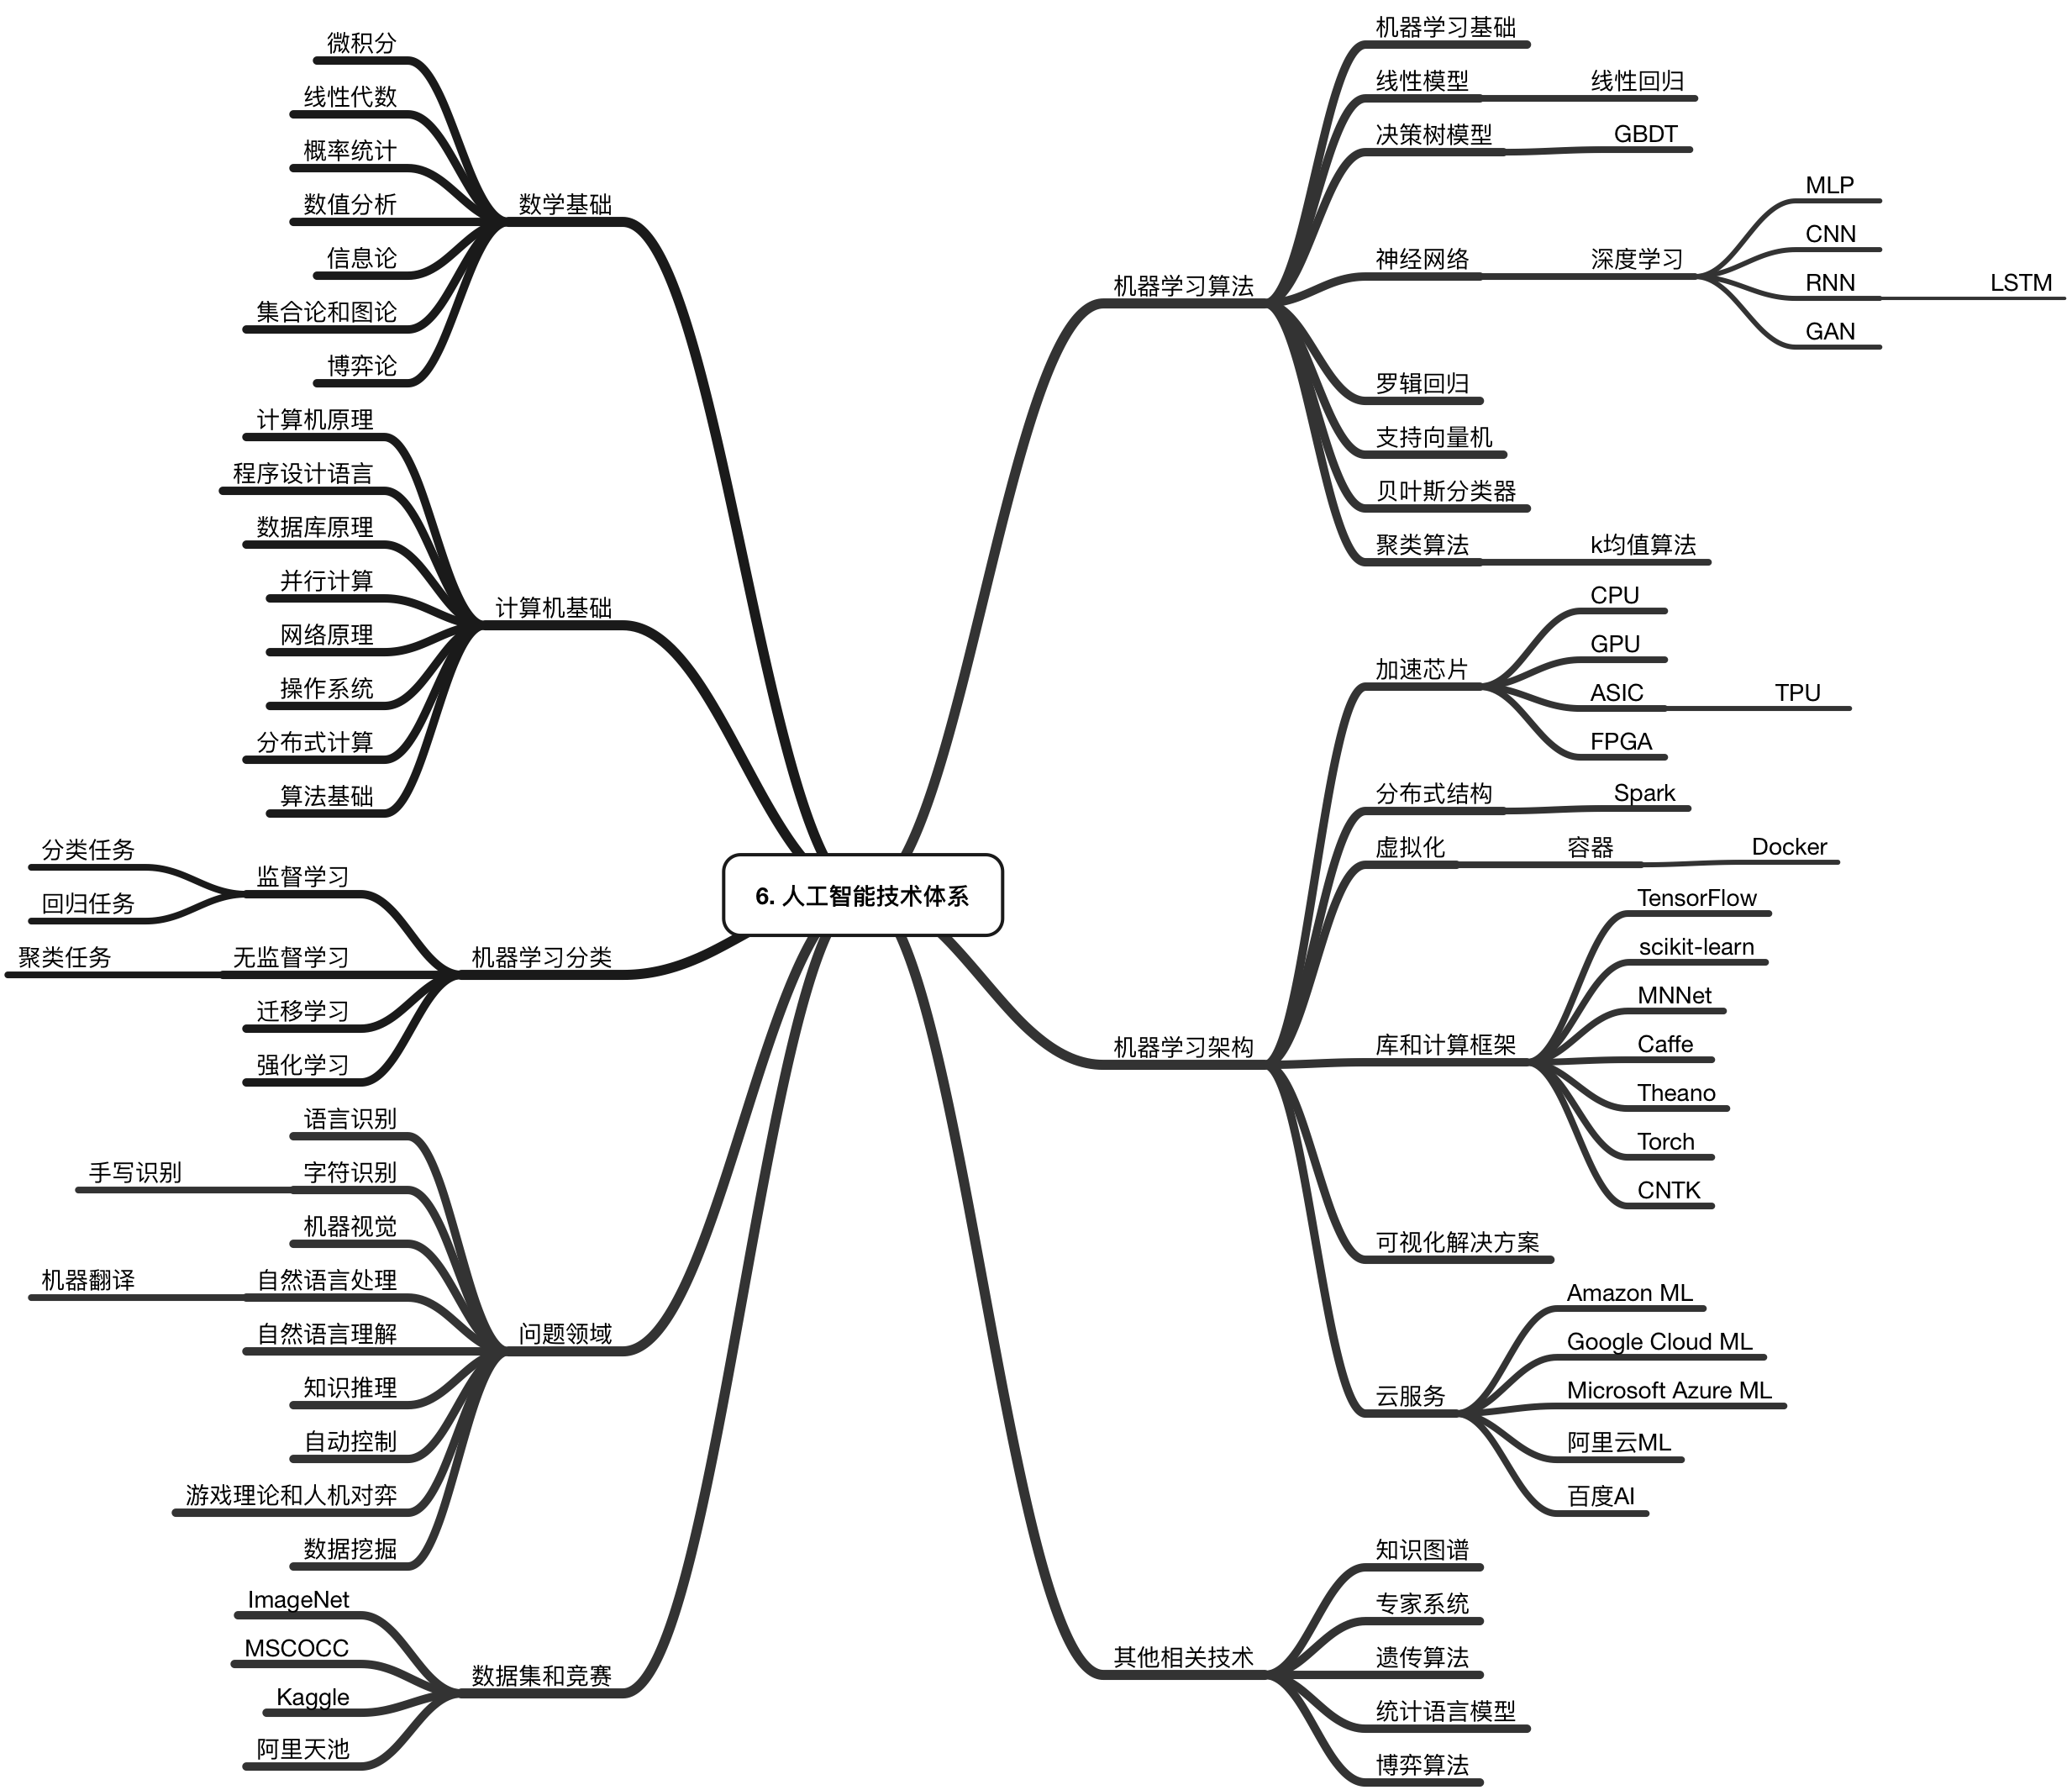 6. 人工智能技术体系
数学基础
微积分
线性代数
概率统计
数值分析
信息论
集合论和图论
博弈论
计算机基础
计算机原理
程序设计语言
数据库原理
并行计算
网络原理
操作系统
分布式计算
算法基础
机器学习分类
监督学习
分类任务
回归任务
无监督学习
聚类任务
迁移学习
强化学习
问题领域
语言识别
字符识别
手写识别
机器视觉
自然语言处理
机器翻译
自然语言理解
知识推理
自动控制
游戏理论和人机对弈
数据挖掘
数据集和竞赛
ImageNet
MSCOCC
Kaggle
阿里天池
机器学习算法
机器学习基础
线性模型
线性回归
决策树模型
GBDT
神经网络
深度学习
MLP
CNN
RNN
LSTM
GAN
罗辑回归
支持向量机
贝叶斯分类器
聚类算法
k均值算法
机器学习架构
加速芯片
CPU
GPU
ASIC
TPU
FPGA
分布式结构
Spark
虚拟化
容器
Docker
库和计算框架
TensorFlow
scikit-learn
MNNet
Caffe
Theano
Torch
CNTK
可视化解决方案
云服务
Amazon ML
Google Cloud ML
Microsoft Azure ML
阿里云ML
百度AI
其他相关技术
知识图谱
专家系统
遗传算法
统计语言模型
博弈算法